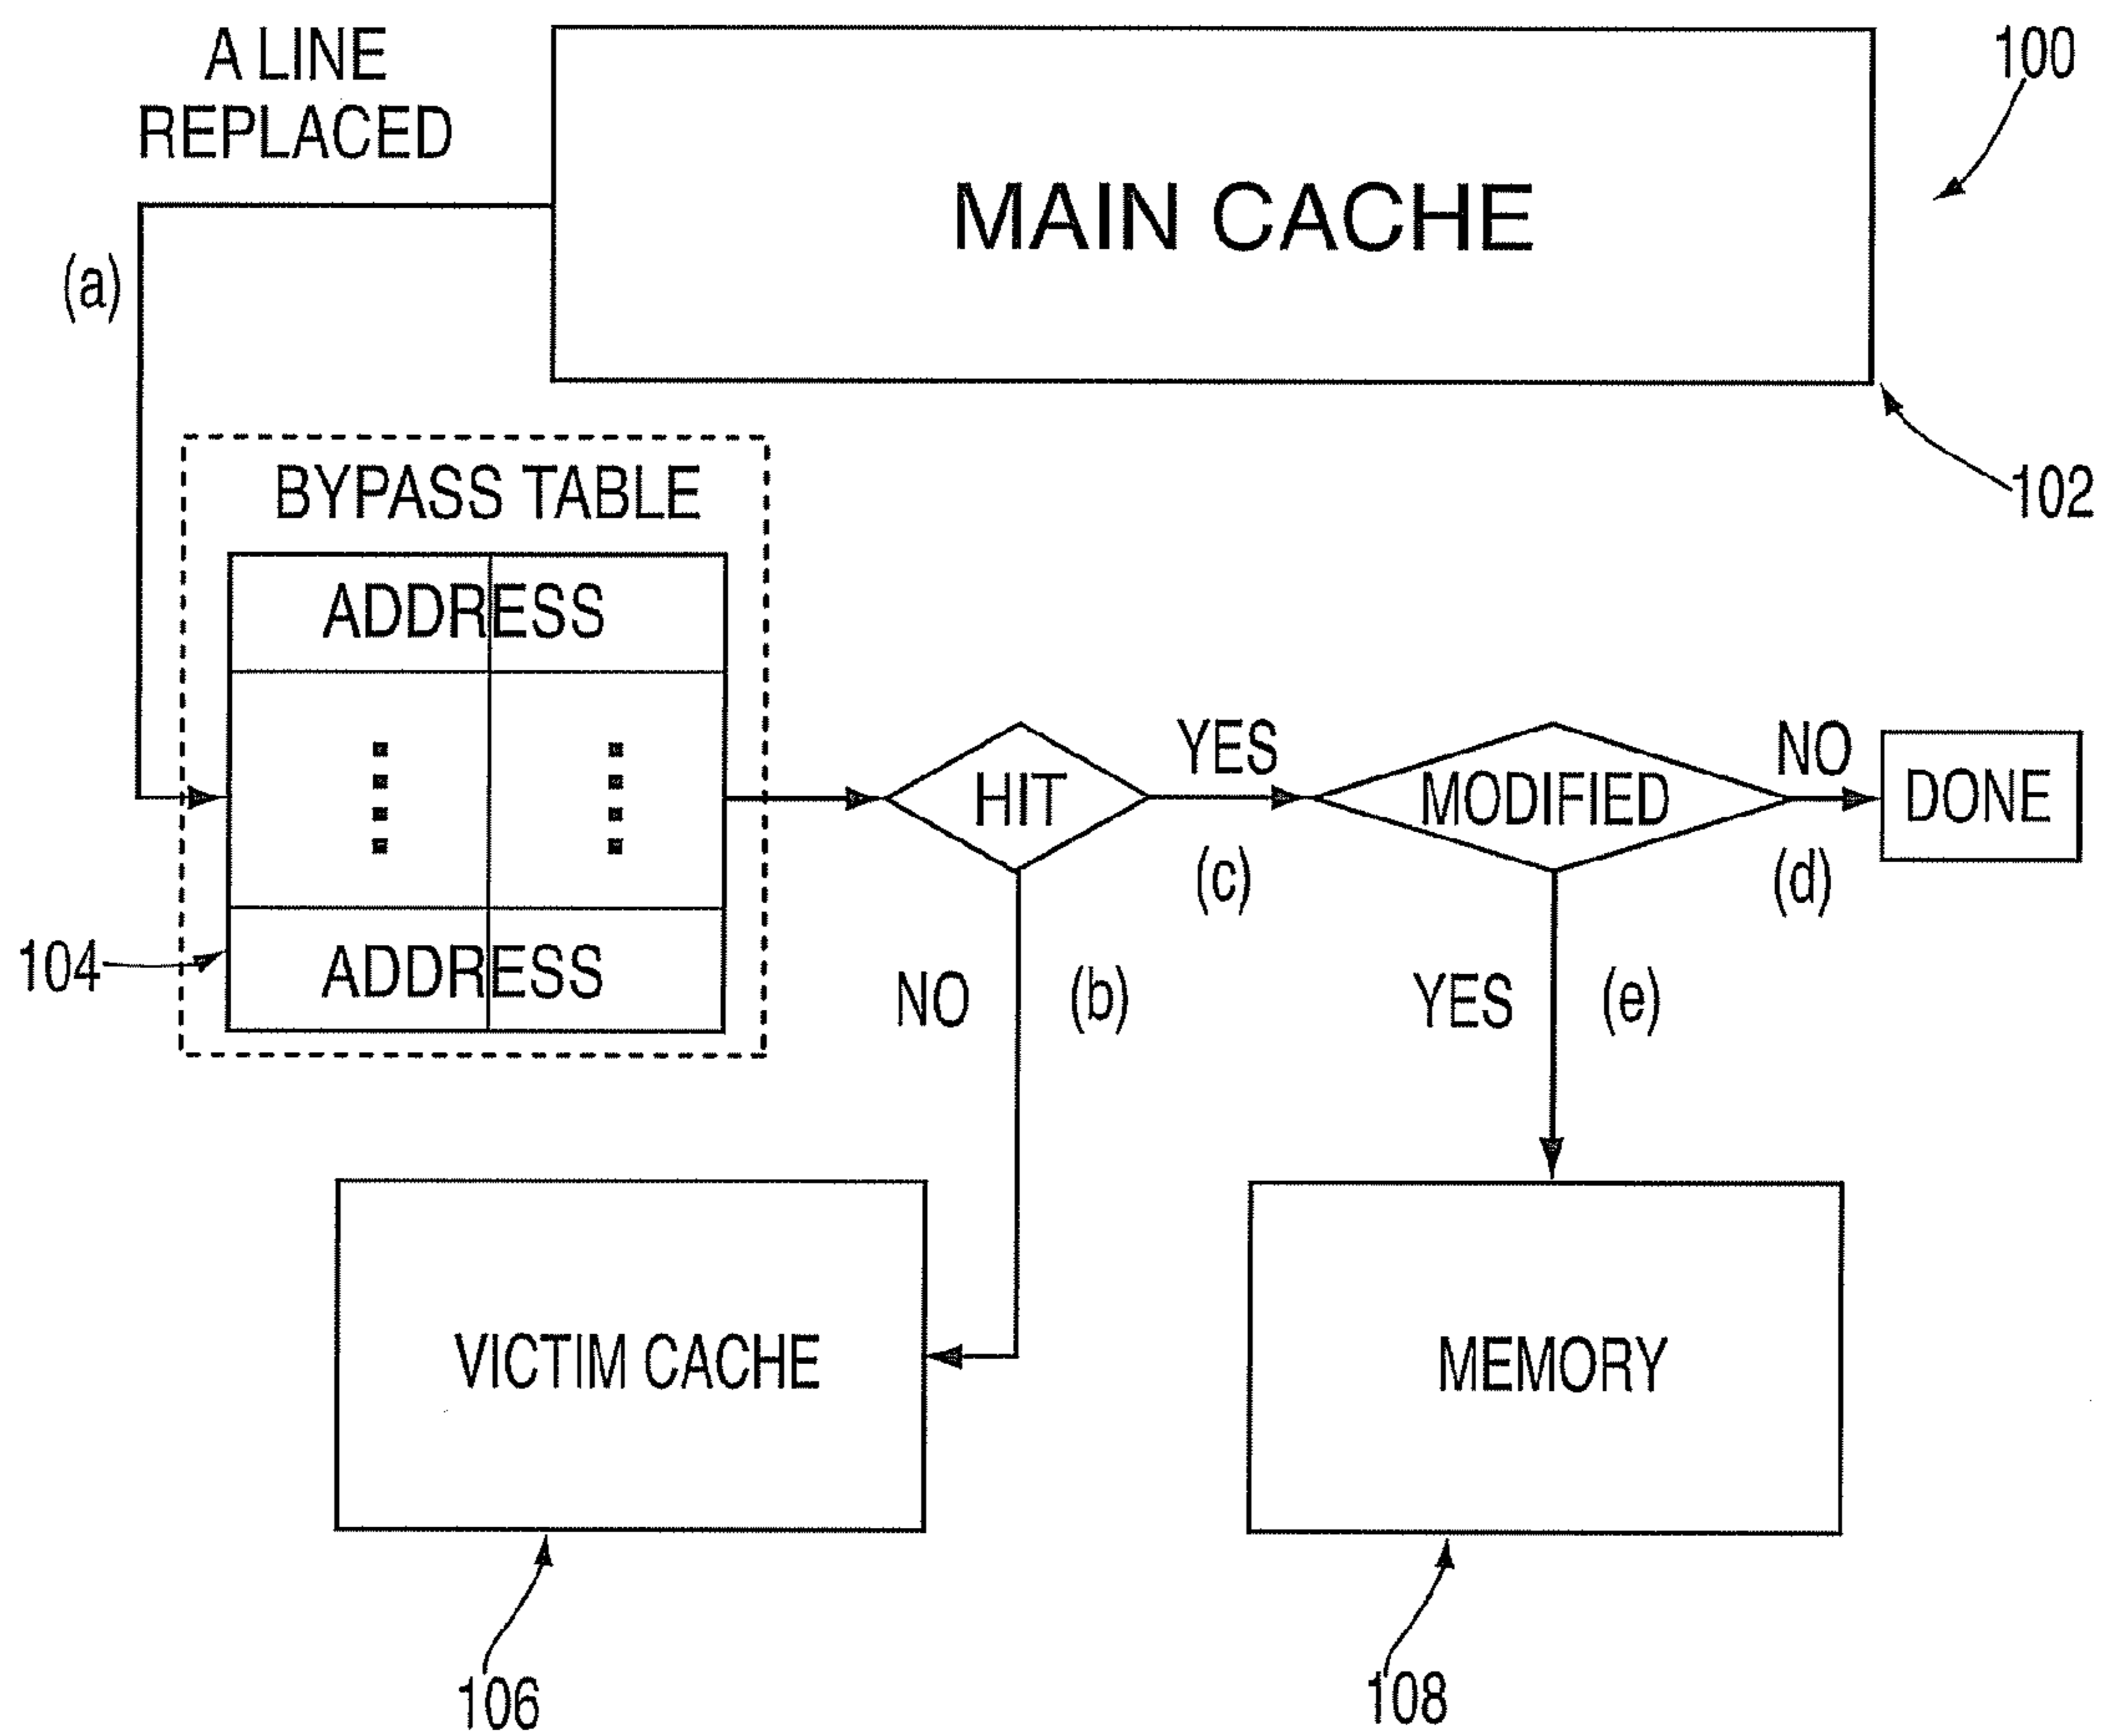 A LINE
REPLACED
100
MAIN CACHE
(a)
102
BYPASS TABLE
ADDRESS
ADDRESS
104
HIT
YES
(c)
MODIFIED
NO
(d)
DONE
NO
(b)
YES
(e)
VICTIM CACHE
MEMORY
106
108